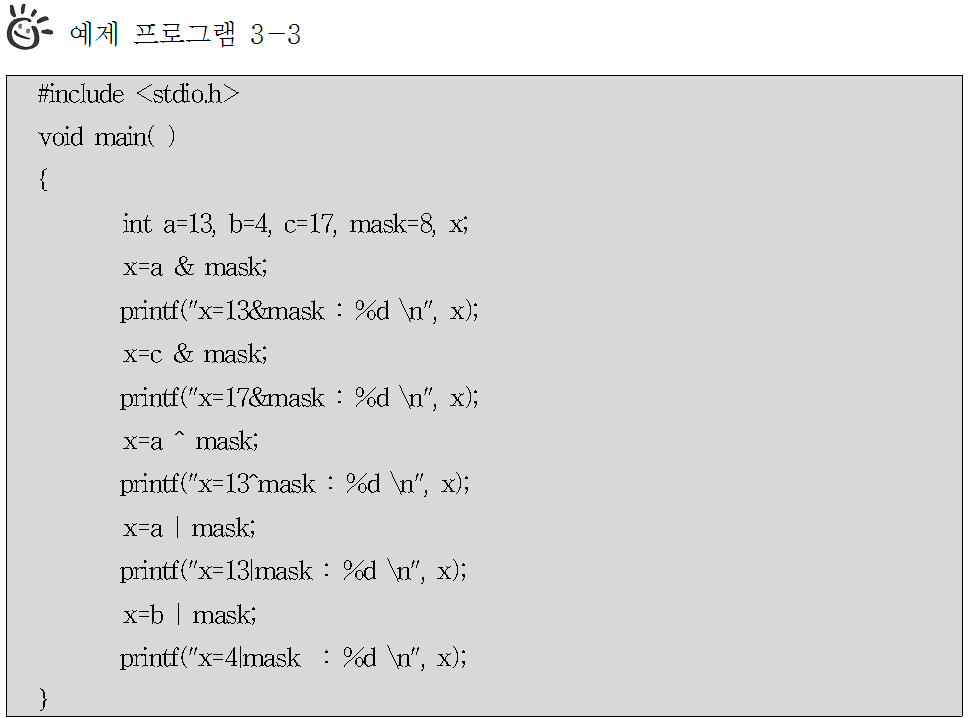 예제 프로그램 3-3
#include <stdio.h>
void main( )
{
int a=13, b=4, c=17, mask=8, x;
x=a & mask;
printf("x=13&mask : %d \n", x);
x=c & mask;
printf("x=17&mask : %d \n", x);
x=a ^ mask;
printf("x=13^mask : %d \n", x);
x=a | mask;
printf("x=13|mask : %d \n", x);
x=b | mask;
printf("x=4|mask : %d \n", x);
}